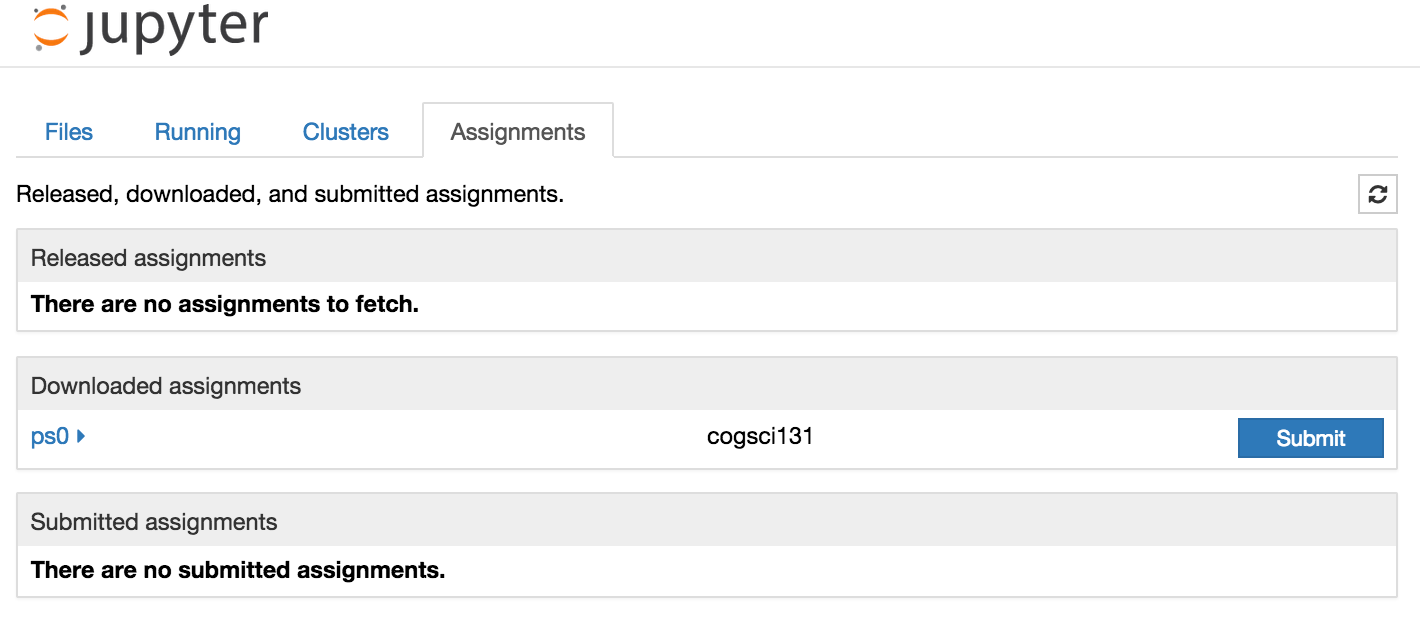 jupyter
Files Running Clusters Assignments
Released, downloaded, and submitted assignments.
Released assignments
There are no assignments to fetch.
Downloaded assignments
ps0 cogsci131 Submit
Submitted assignments
There are no submitted assignments.